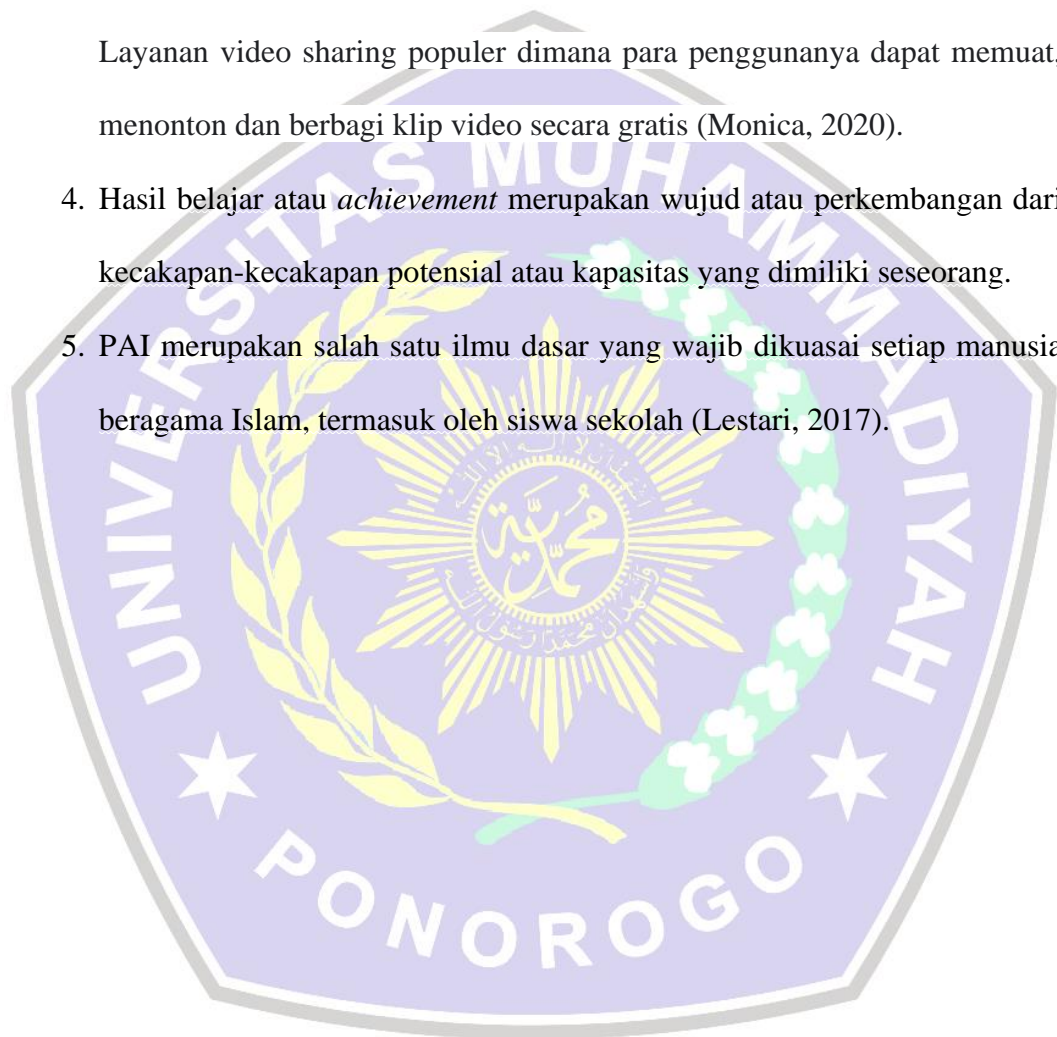 Layanan video sharing populer dimana para penggunanya dapat memuat,
menonton dan berbagi klip video secara gratis (Monica, 2020).
4. Hasil belajar atau achievement merupakan wujud atau perkembangan dari
kecakapan-kecakapan potensial atau kapasitas yang dimiliki seseorang.
5. PAI merupakan salah satu ilmu dasar yang wajib dikuasai setiap manusia
beragama Islam, termasuk oleh siswa sekolah (Lestari, 2017).
UNIVERSITAS MUHAMMADIYAH
PONOROGO
محمدية